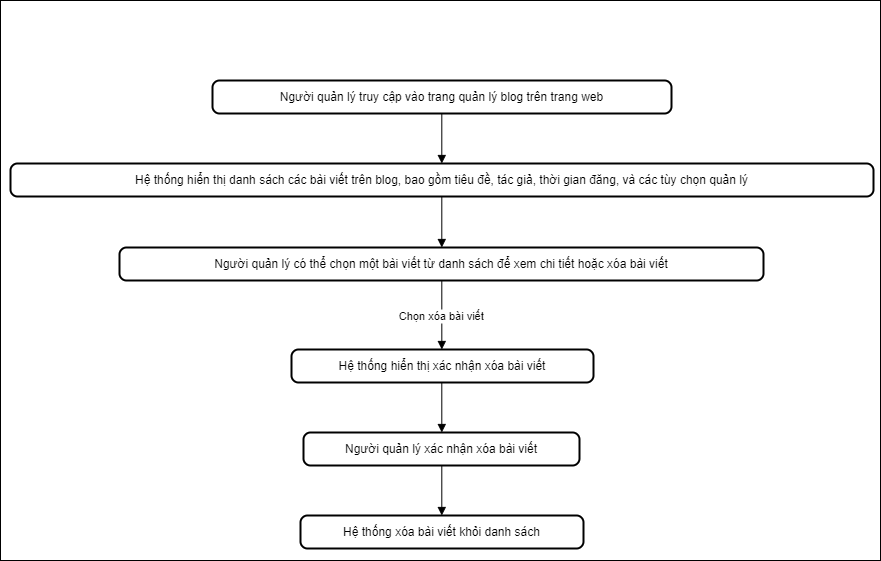 Người quản lý truy cập vào trang quản lý blog trên trang web
Hệ thống hiển thị danh sách các bài viết trên blog, bao gồm tiêu đề, tác giả, thời gian đăng, và các tùy chọn quản lý
Người quản lý có thể chọn một bài viết từ danh sách để xem chi tiết hoặc xóa bài viết
Chọn xóa bài viết
Hệ thống hiển thị xác nhận xóa bài viết
Người quản lý xác nhận xóa bài viết
Hệ thống xóa bài viết khỏi danh sách